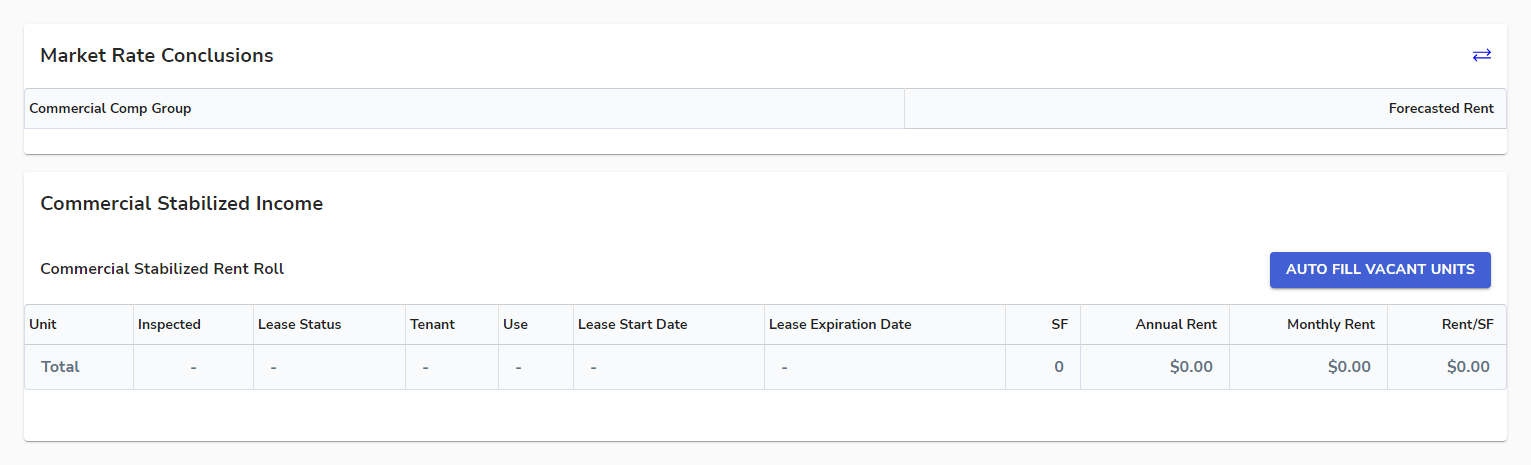 Market Rate Conclusions
Commercial Comp Group Forecasted Rent
Commercial Stabilized Income
Commercial Stabilized Rent Roll AUTO FILL VACANT UNITS
Unit Inspected Lease Status Tenant Use Lease Start Date Lease Expiration Date SF Annual Rent Monthly Rent Rent/SF
Total - - - - - - 0 $0.00 $0.00 $0.00